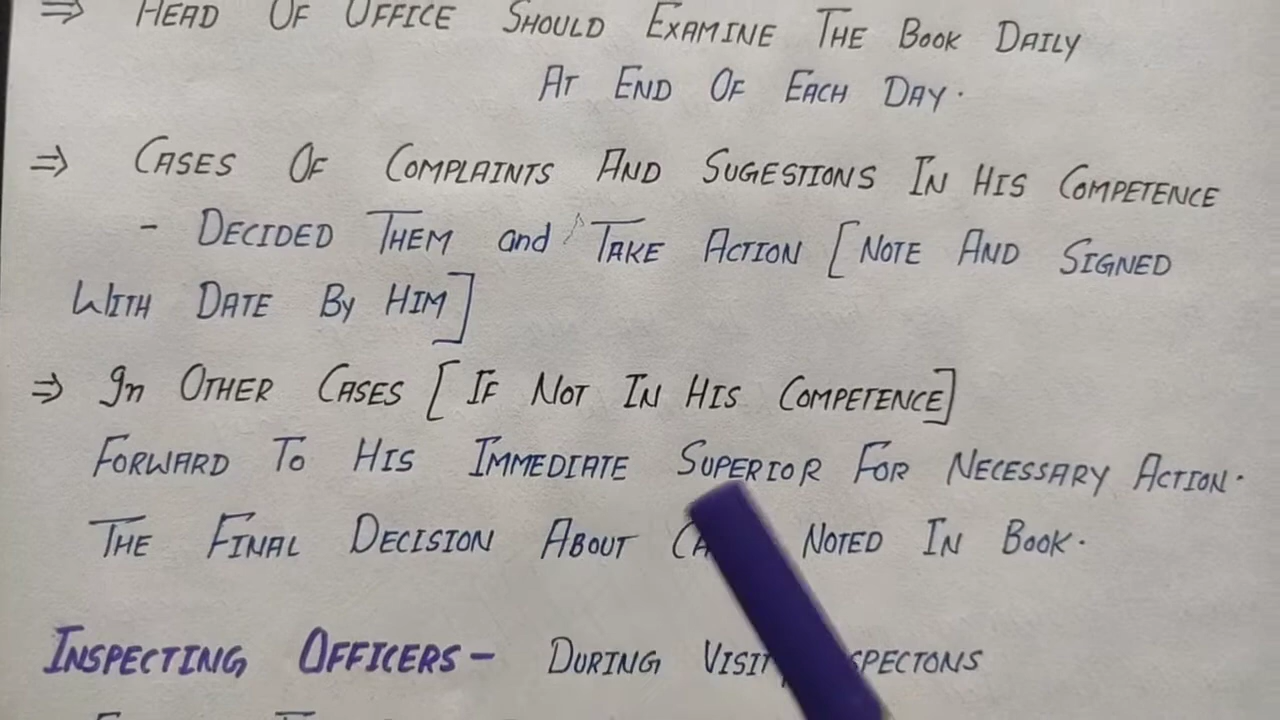 ⇒ HEAD OF OFFICE SHOULD EXAMINE THE BOOK DAILY
AT END OF EACH DAY.
⇒ CASES OF COMPLAINTS AND SUGESTIONS IN HIS COMPETENCE
- DECIDED THEM and TAKE ACTION [NOTE AND SIGNED
WITH DATE BY HIM]
⇒ In OTHER CASES [IF NOT IN HIS COMPETENCE]
FORWARD TO HIS IMMEDIATE SUPERIOR FOR NECESSARY ACTION.
THE FINAL DECISION ABOUT NOTED IN BOOK.
INSPECTING OFFICERS - DURING